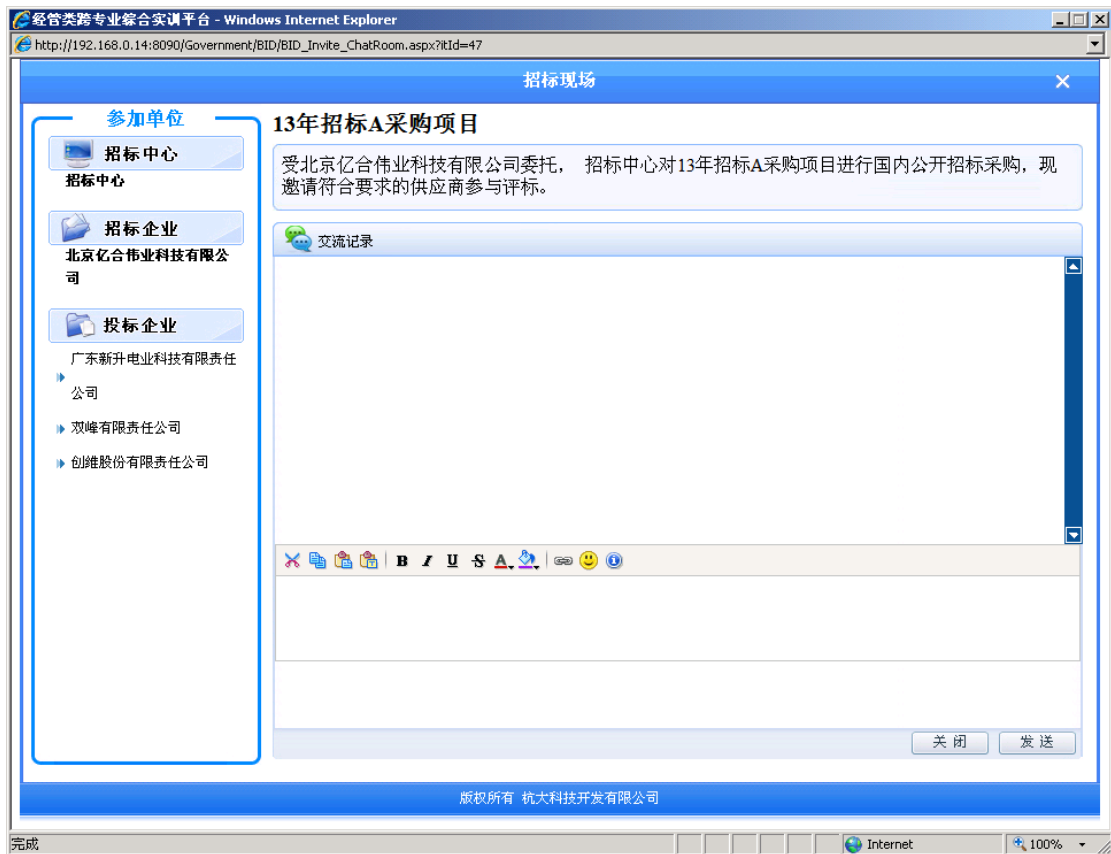 经管类跨专业综合实训平台 - Windows Internet Explorer
http://192.168.0.14:8090/Government/BID/BID_Invite_ChatRoom.aspx?itId=47
招标现场
参加单位
招标中心
招标中心
招标企业
北京亿合伟业科技有限公
司
投标企业
广东新升电业科技有限责任
公司
双峰有限责任公司
创维股份有限责任公司
13年招标A采购项目
受北京亿合伟业科技有限公司委托, 招标中心对13年招标A采购项目进行国内公开招标采购,现
邀请符合要求的供应商参与评标。
交流记录
B I U S A
关 闭
发 送
版权所有 杭大科技开发有限公司
完成
Internet
100%